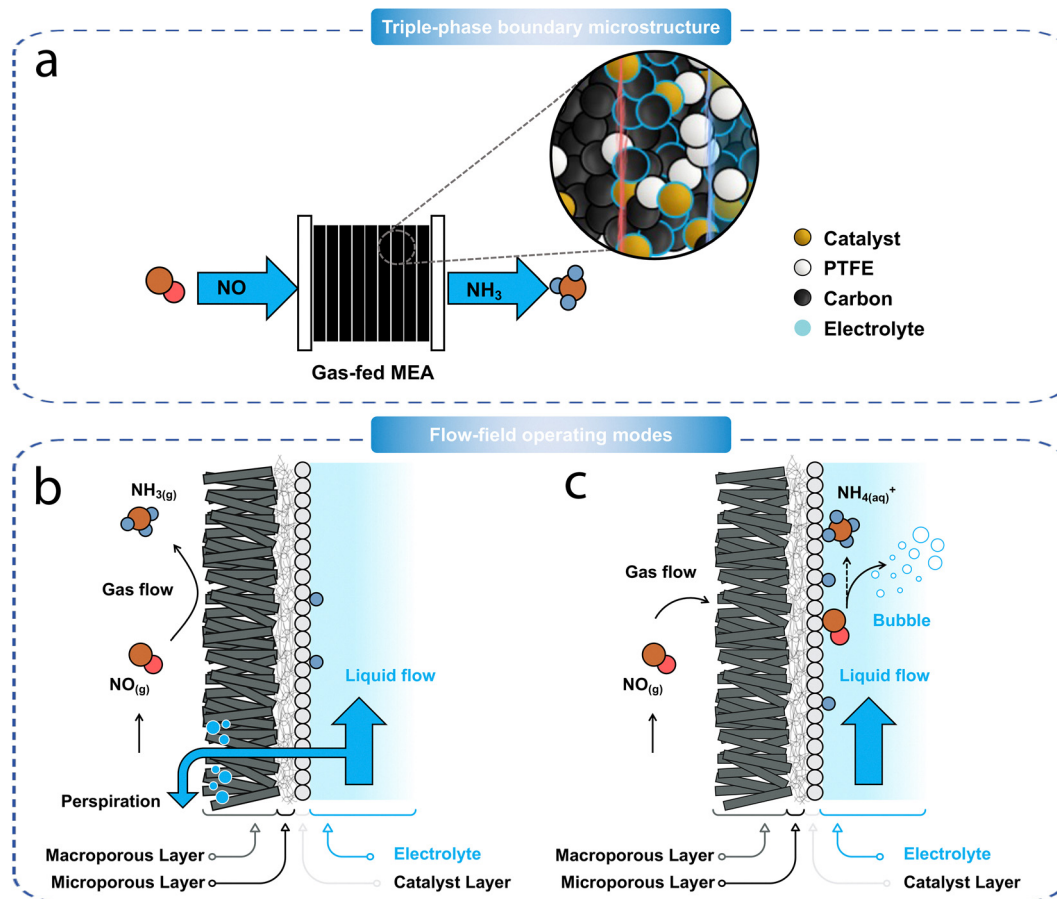 Triple-phase boundary microstructure
a
NO
NH₃
Gas-fed MEA
Catalyst
PTFE
Carbon
Electrolyte
Flow-field operating modes
b
NH₃₍g₎
Gas flow
NO₍g₎
Liquid flow
Perspiration
Macroporous Layer
Microporous Layer
Electrolyte
Catalyst Layer
c
NH₄₍aq₎⁺
Gas flow
Bubble
NO₍g₎
Liquid flow
Macroporous Layer
Microporous Layer
Electrolyte
Catalyst Layer